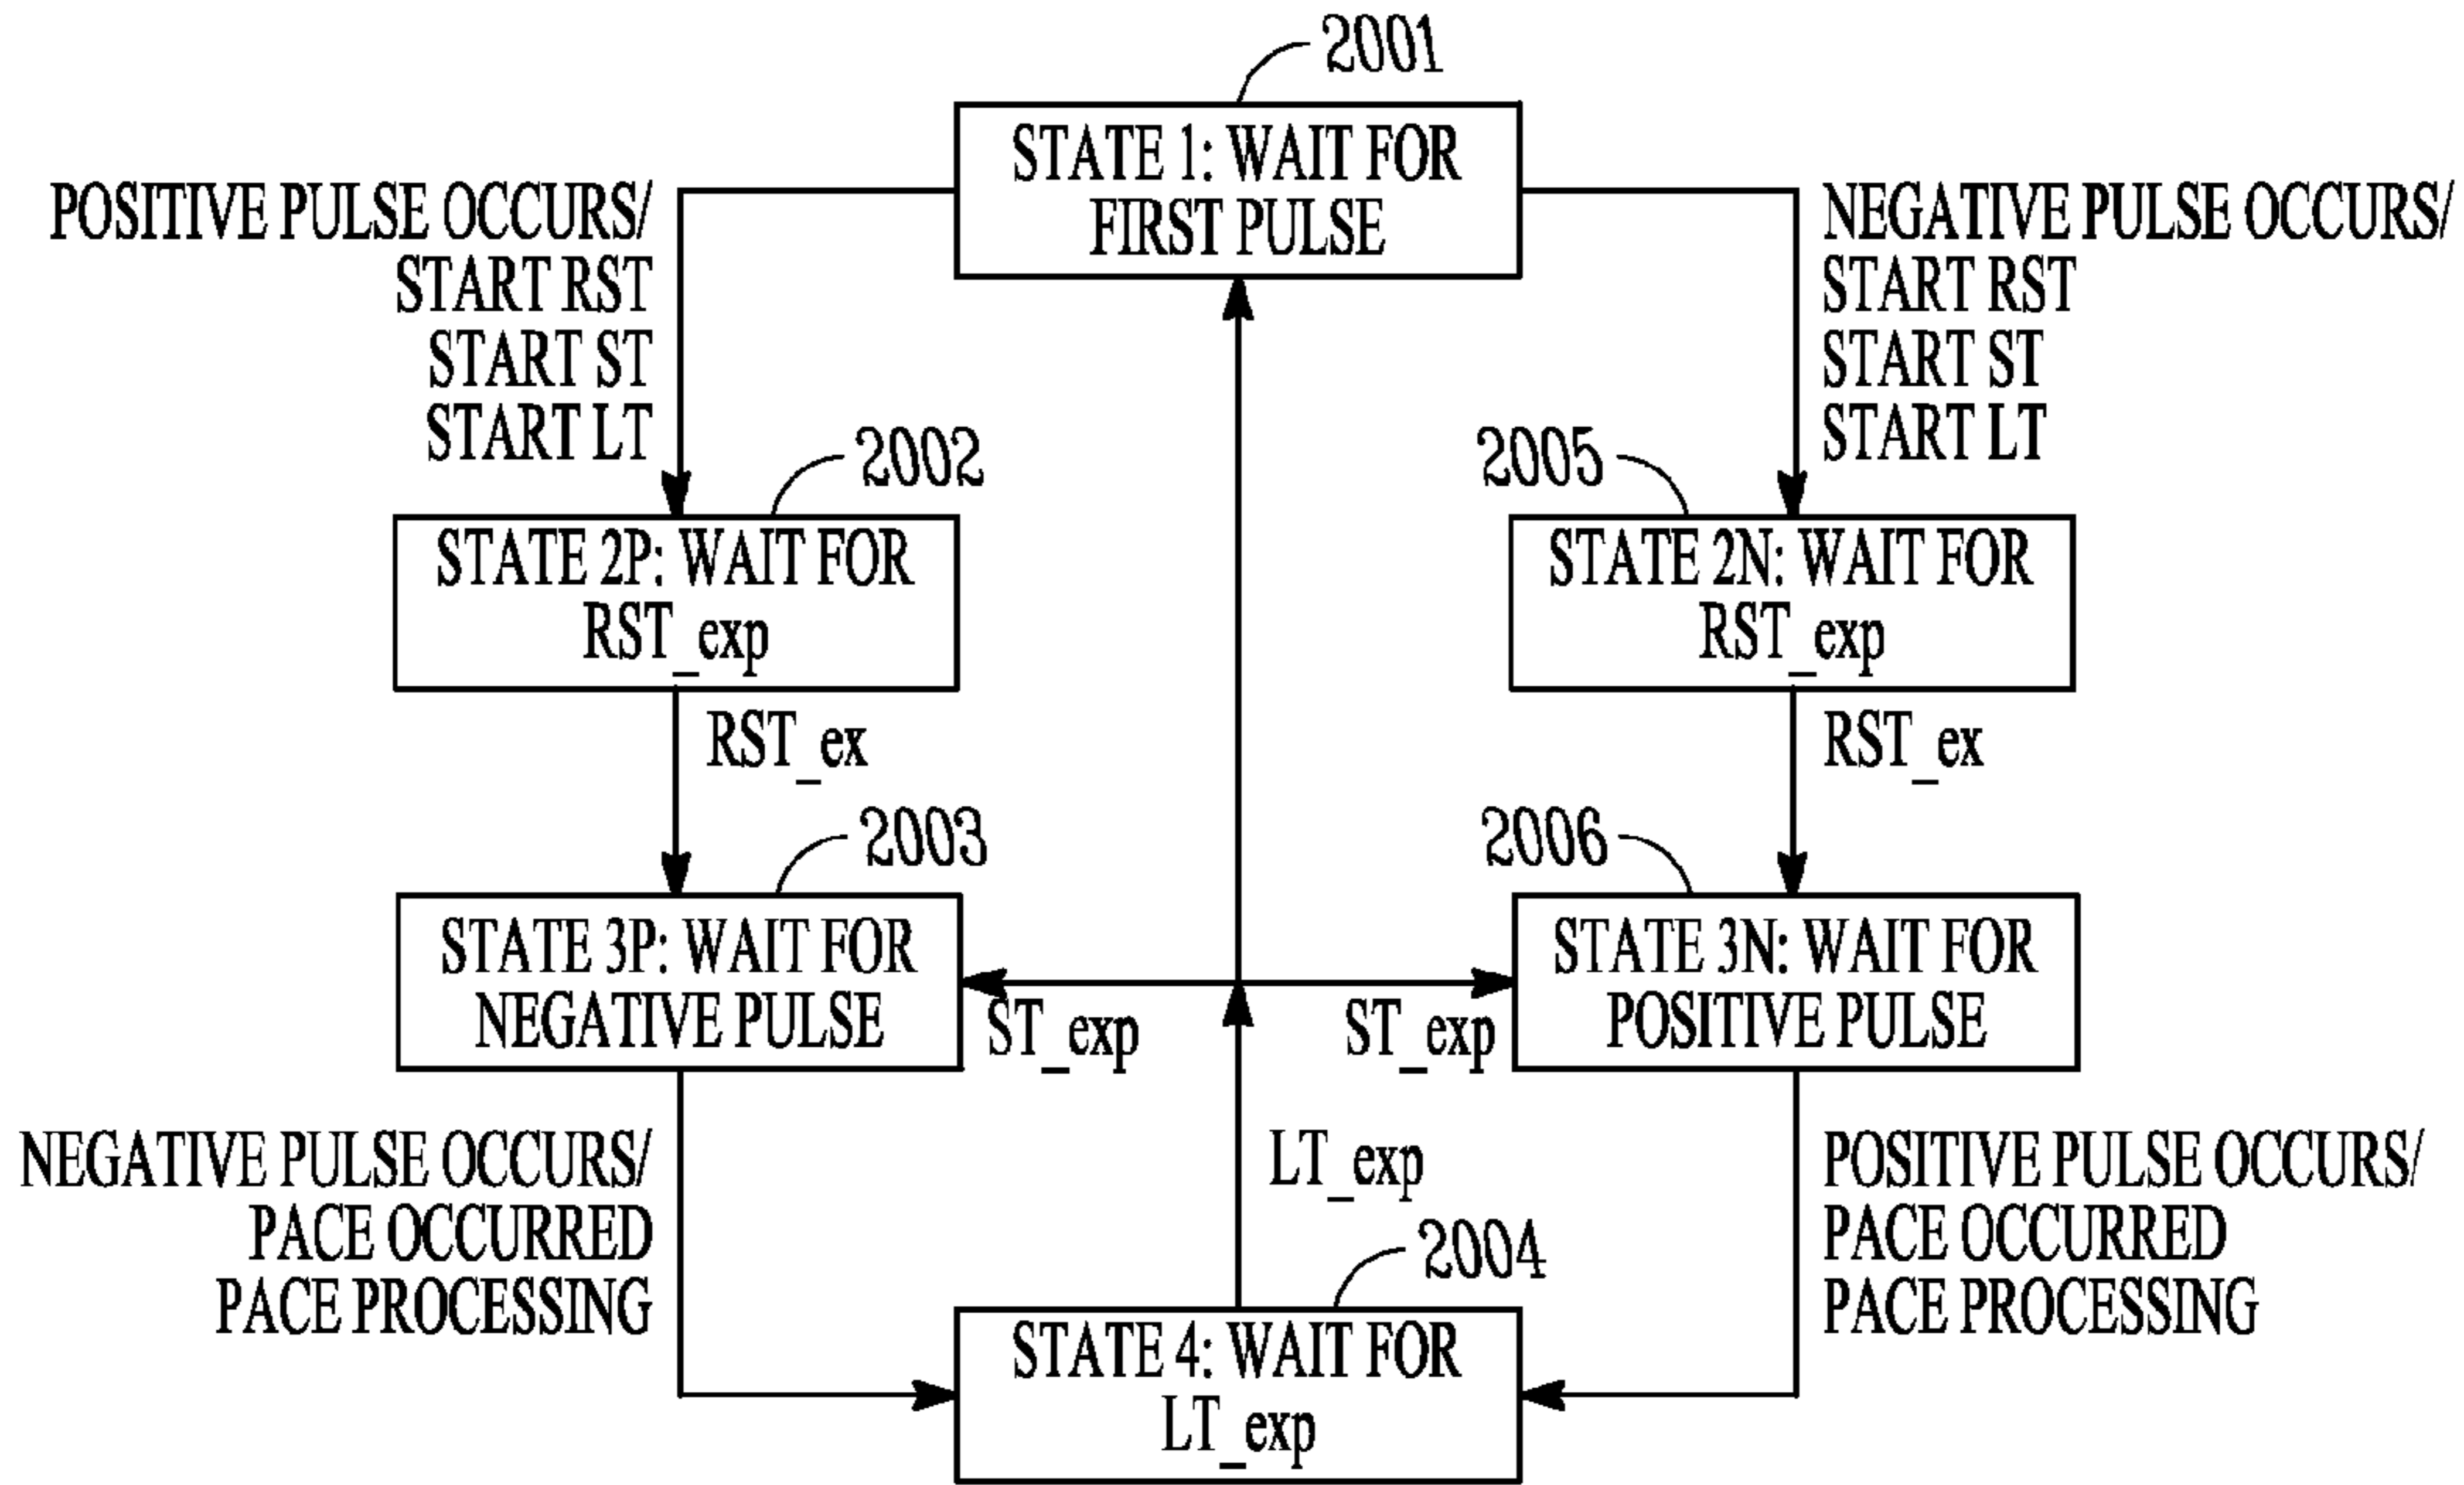 2001
STATE 1: WAIT FOR
FIRST PULSE
POSITIVE PULSE OCCURS/
START RST
START ST
START LT
NEGATIVE PULSE OCCURS/
START RST
START ST
START LT
2002
STATE 2P: WAIT FOR
RST_exp
2005
STATE 2N: WAIT FOR
RST_exp
RST_ex
RST_ex
2003
STATE 3P: WAIT FOR
NEGATIVE PULSE
2006
STATE 3N: WAIT FOR
POSITIVE PULSE
ST_exp
ST_exp
NEGATIVE PULSE OCCURS/
PACE OCCURRED
PACE PROCESSING
LT_exp
POSITIVE PULSE OCCURS/
PACE OCCURRED
PACE PROCESSING
2004
STATE 4: WAIT FOR
LT_exp